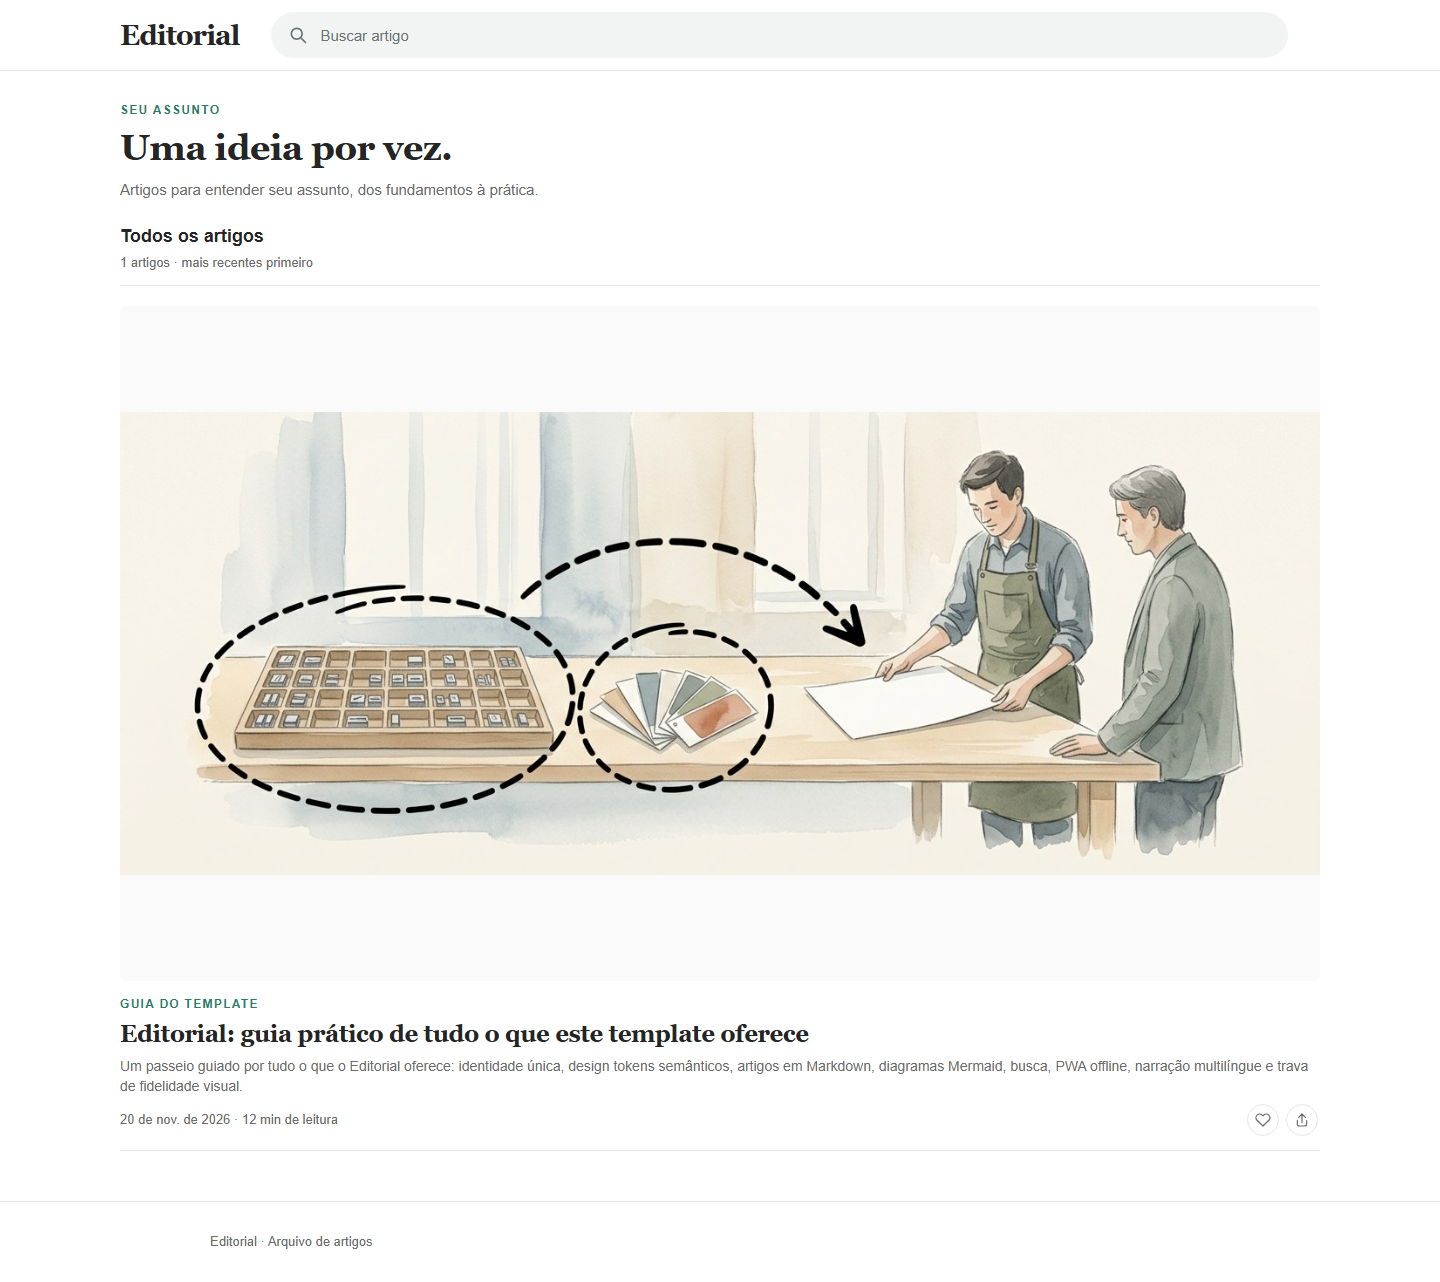 Editorial
Buscar artigo
SEU ASSUNTO
Uma ideia por vez.
Artigos para entender seu assunto, dos fundamentos à prática.
Todos os artigos
1 artigos · mais recentes primeiro
GUIA DO TEMPLATE
Editorial: guia prático de tudo o que este template oferece
Um passeio guiado por tudo o que o Editorial oferece: identidade única, design tokens semânticos, artigos em Markdown, diagramas Mermaid, busca, PWA offline, narração multilíngue e trava
de fidelidade visual.
20 de nov. de 2026 · 12 min de leitura
Editorial · Arquivo de artigos